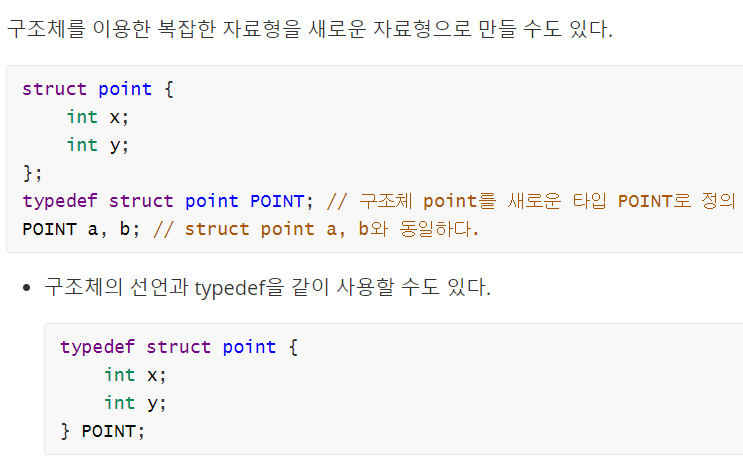 구조체를 이용한 복잡한 자료형을 새로운 자료형으로 만들 수도 있다.
struct point {
    int x;
    int y;
};
typedef struct point POINT; // 구조체 point를 새로운 타입 POINT로 정의
POINT a, b; // struct point a, b와 동일하다.
• 구조체의 선언과 typedef을 같이 사용할 수도 있다.
typedef struct point {
    int x;
    int y;
} POINT;